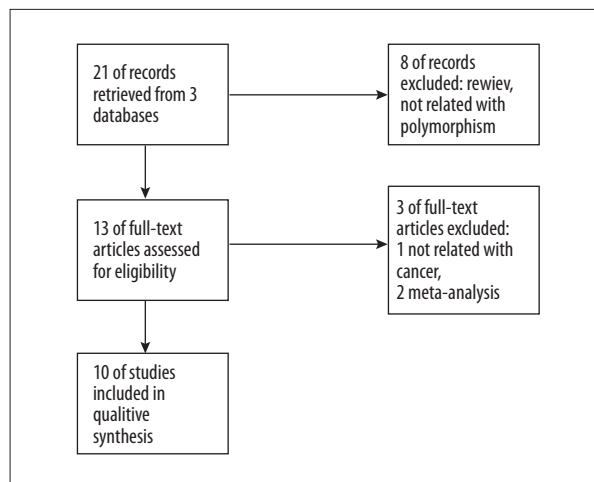 21 of records
retrieved from 3
databases
8 of records
excluded: rewiev,
not related with
polymorphism
13 of full-text
articles assessed
for eligibility
3 of full-text
articles excluded:
1 not related with
cancer,
2 meta-analysis
10 of studies
included in
qualitive
synthesis